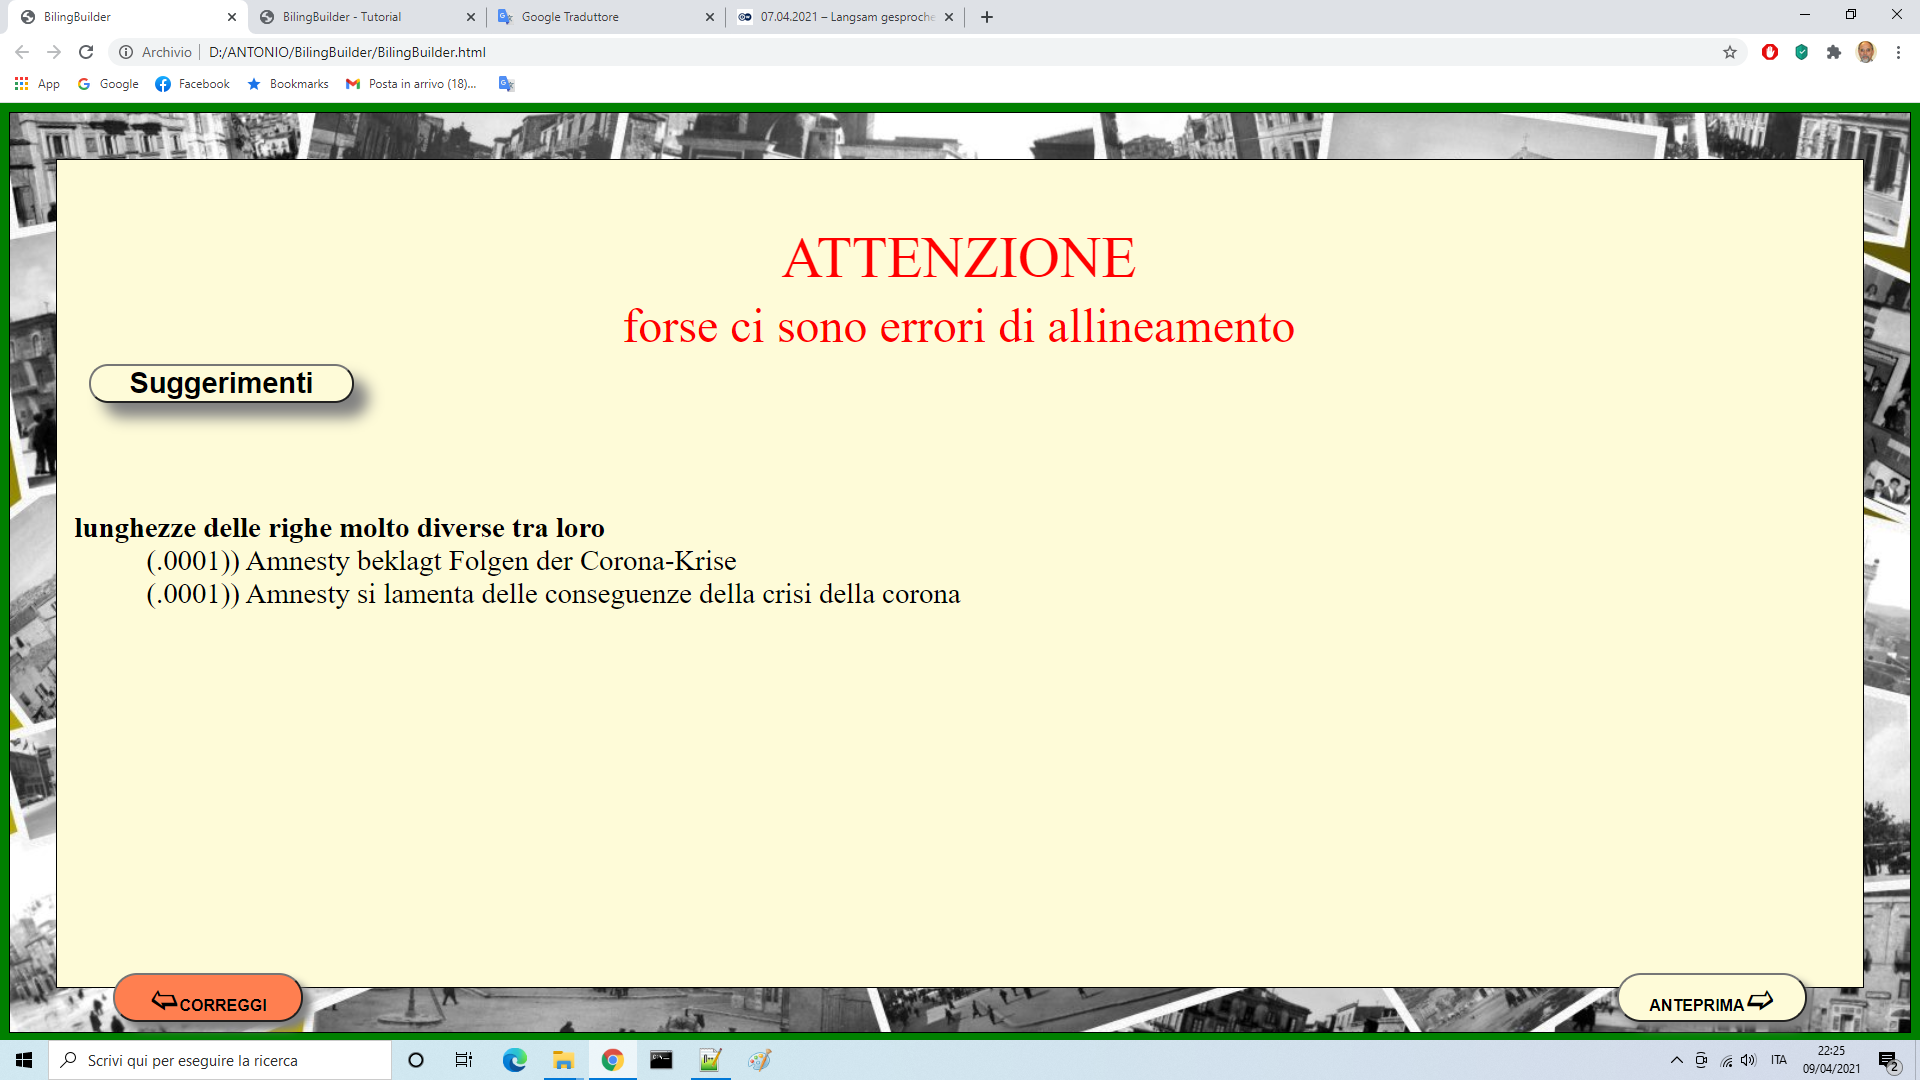 BilingBuilder
BilingBuilder - Tutorial
Google Traduttore
07.04.2021 – Langsam gesproche
Archivio
D:/ANTONIO/BilingBuilder/BilingBuilder.html
App
Google
Facebook
Bookmarks
Posta in arrivo (18)...
ATTENZIONE
forse ci sono errori di allineamento
Suggerimenti
lunghezze delle righe molto diverse tra loro
(.0001)) Amnesty beklagt Folgen der Corona-Krise
(.0001)) Amnesty si lamenta delle conseguenze della crisi della corona
CORREGGI
ANTEPRIMA
Scrivi qui per eseguire la ricerca
ITA
22:25
09/04/2021
2